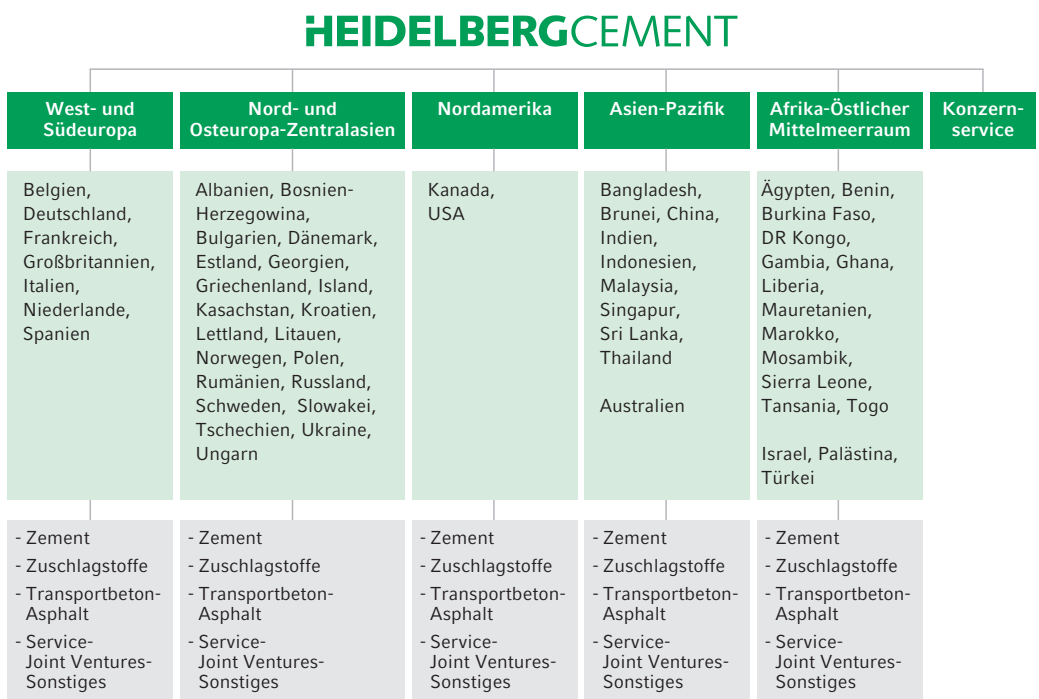 HEIDELBERGCEMENT
West- und
Südeuropa
Belgien,
Deutschland,
Frankreich,
Großbritannien,
Italien,
Niederlande,
Spanien
- Zement
- Zuschlagstoffe
- Transportbeton-
Asphalt
- Service-
Joint Ventures-
Sonstiges
Nord- und
Osteuropa-Zentralasien
Albanien, Bosnien-
Herzegowina,
Bulgarien, Dänemark,
Estland, Georgien,
Griechenland, Island,
Kasachstan, Kroatien,
Lettland, Litauen,
Norwegen, Polen,
Rumänien, Russland,
Schweden, Slowakei,
Tschechien, Ukraine,
Ungarn
- Zement
- Zuschlagstoffe
- Transportbeton-
Asphalt
- Service-
Joint Ventures-
Sonstiges
Nordamerika
Kanada,
USA
- Zement
- Zuschlagstoffe
- Transportbeton-
Asphalt
- Service-
Joint Ventures-
Sonstiges
Asien-Pazifik
Bangladesh,
Brunei, China,
Indien,
Indonesien,
Malaysia,
Singapur,
Sri Lanka,
Thailand
Australien
- Zement
- Zuschlagstoffe
- Transportbeton-
Asphalt
- Service-
Joint Ventures-
Sonstiges
Afrika-Östlicher
Mittelmeerraum
Ägypten, Benin,
Burkina Faso,
DR Kongo,
Gambia, Ghana,
Liberia,
Mauretanien,
Marokko,
Mosambik,
Sierra Leone,
Tansania, Togo
Israel, Palästina,
Türkei
- Zement
- Zuschlagstoffe
- Transportbeton-
Asphalt
- Service-
Joint Ventures-
Sonstiges
Konzern-
service